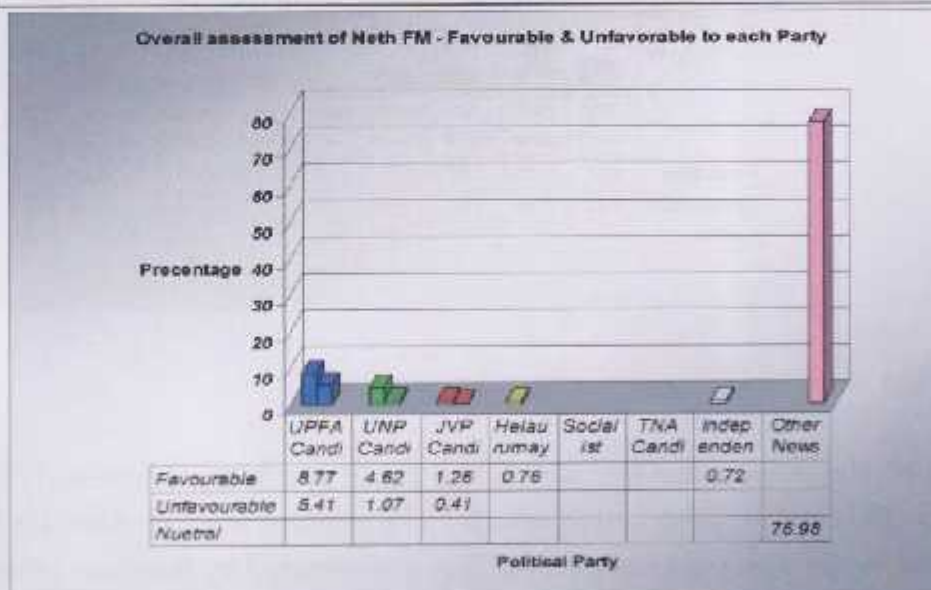 Overall assessment of Neth FM - Favourable & Unfavorable to each Party
80
70
60
50
Precentage 40
30
20
10
0
UPFA UNP JVP Helau Social TNA Indep Other
Candi Candi Candi rumay ist Candi enden News
Favourable 8.77 4.62 1.26 0.76 0.72
Unfavourable 5.41 1.07 0.41
Nuetral 76.98
Political Party